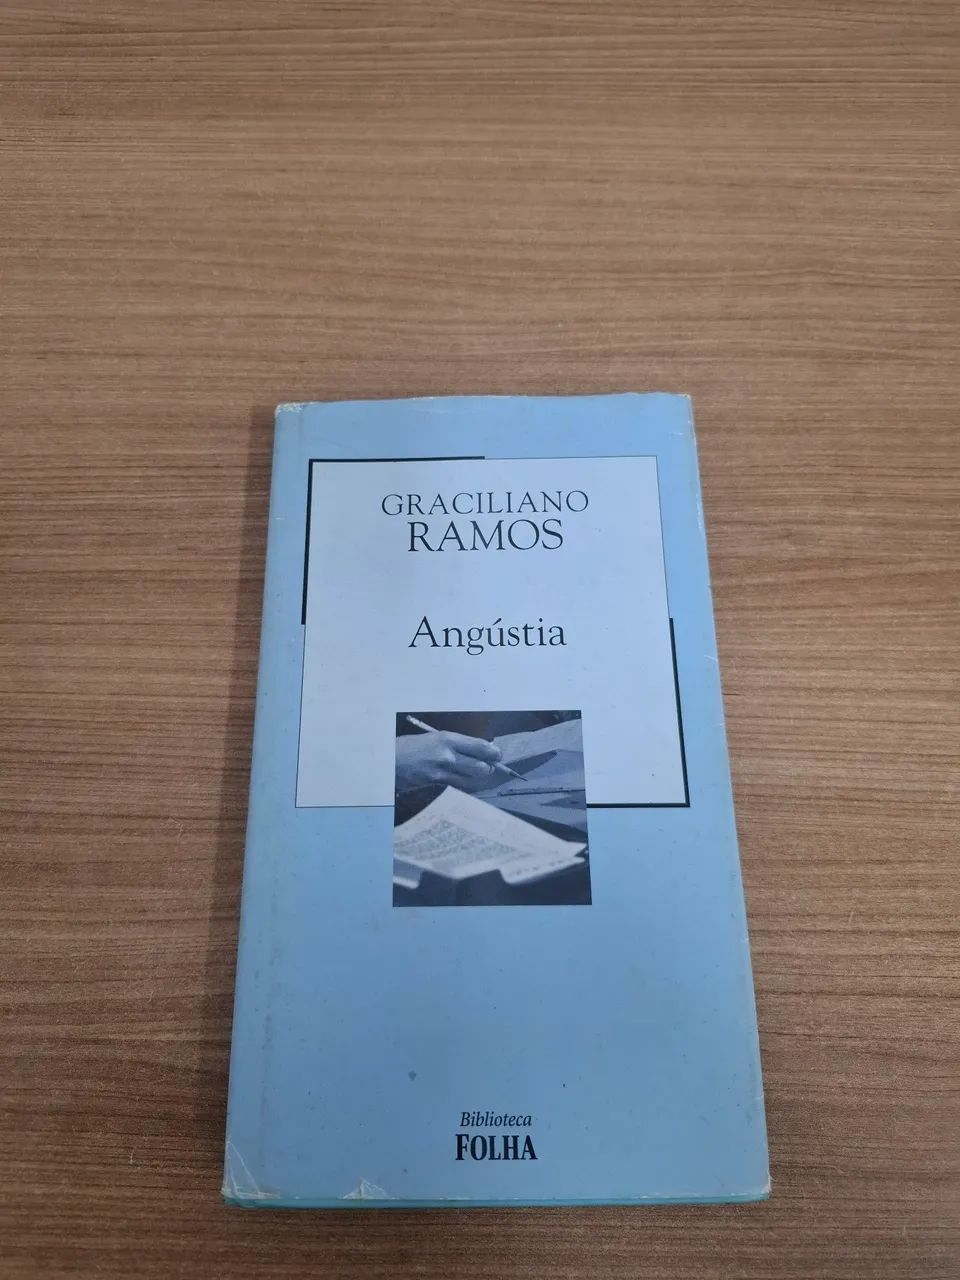 GRACILIANO
RAMOS
Angústia
Biblioteca
FOLHA